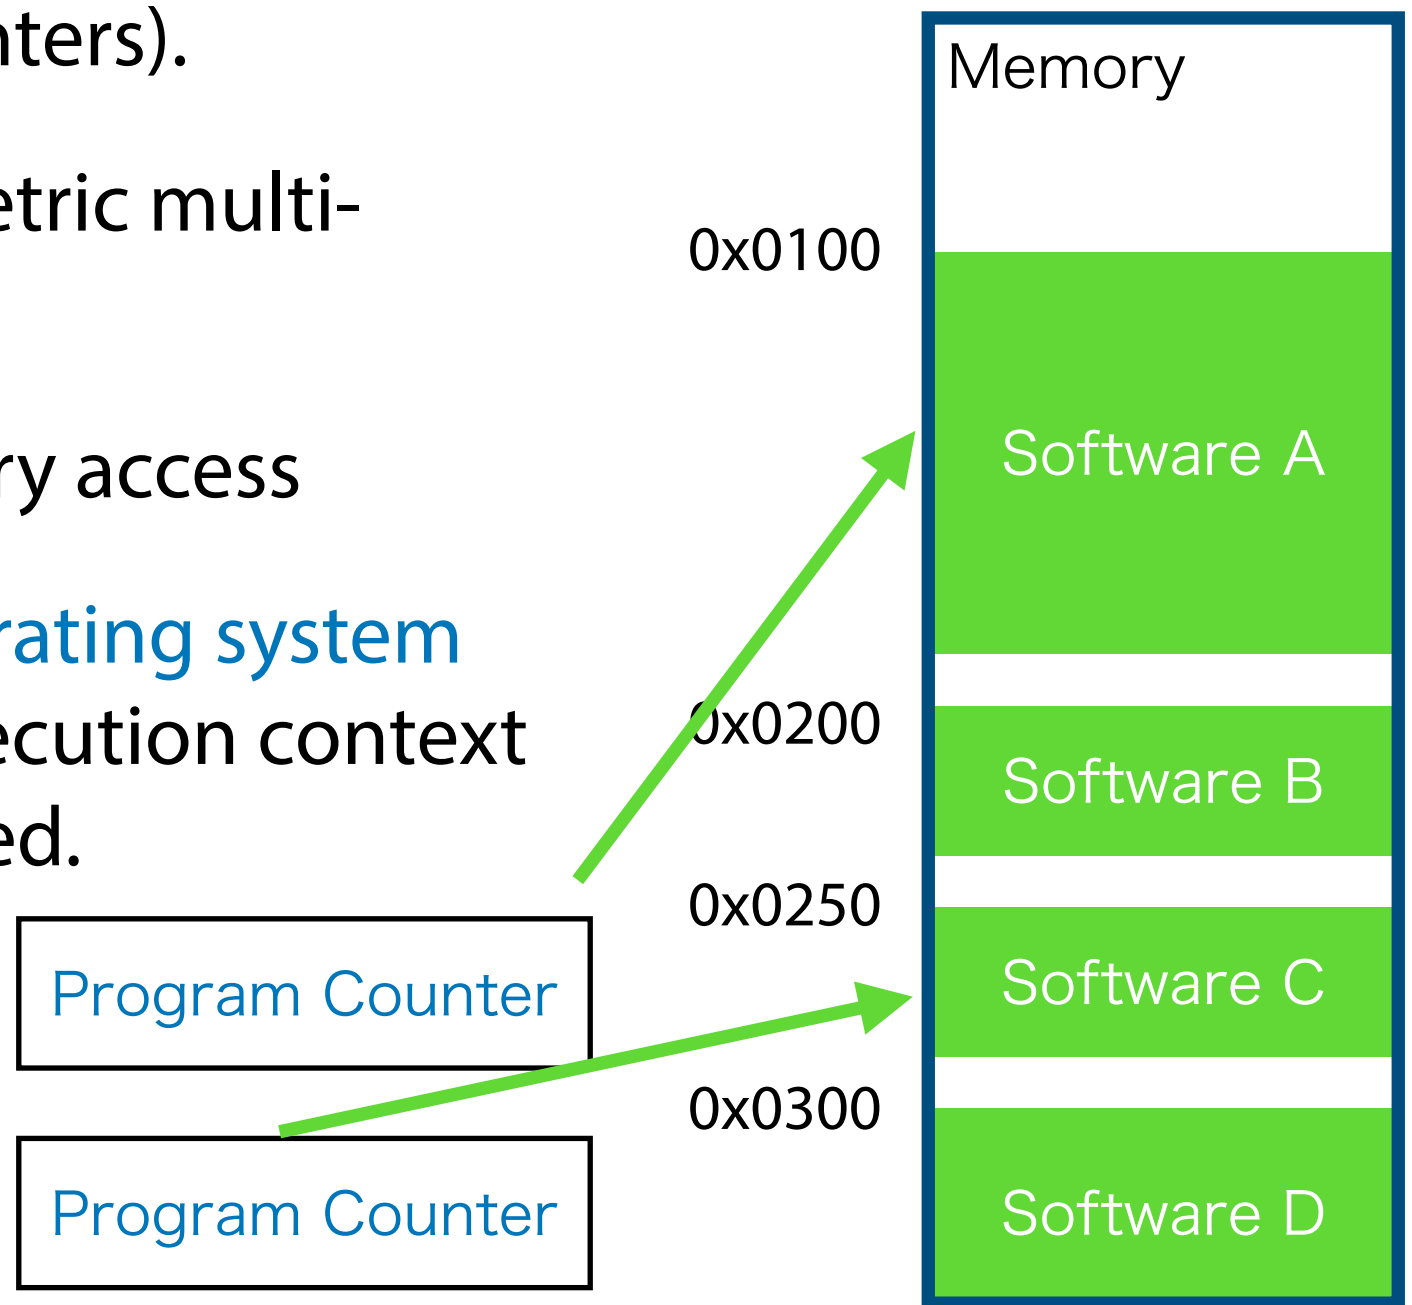 nters).
etric multi-
ry access
rating system
ecution context
ed.
Program Counter
Program Counter
Memory
0x0100
Software A
0x0200
Software B
0x0250
Software C
0x0300
Software D